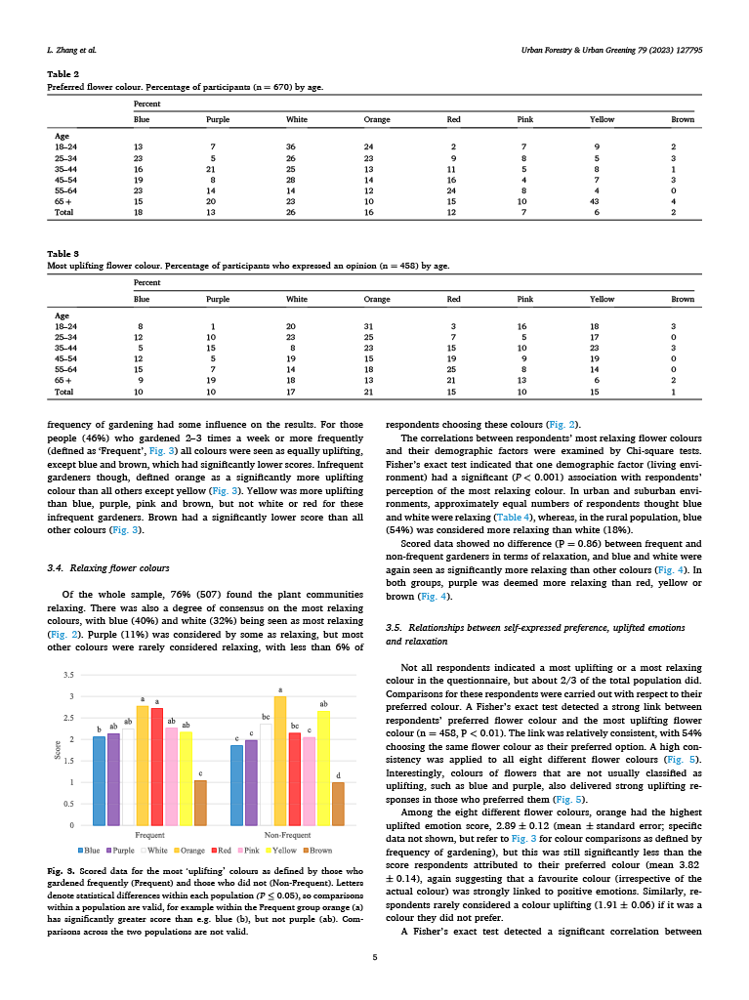 L. Zhang et al.
Urban Forestry & Urban Greening 79 (2023) 127795
Table 2
Preferred flower colour. Percentage of participants (n = 670) by age.
Percent
Blue Purple White Orange Red Pink Yellow Brown
Age
18–24 13 7 36 24 2 7 9 2
25–34 23 5 26 23 9 8 5 3
35–44 16 21 25 13 11 5 8 1
45–54 19 8 28 14 16 4 7 3
55–64 23 14 14 12 24 8 4 0
65 + 15 20 23 10 15 10 43 4
Total 18 13 26 16 12 7 6 2
Table 3
Most uplifting flower colour. Percentage of participants who expressed an opinion (n = 458) by age.
Percent
Blue Purple White Orange Red Pink Yellow Brown
Age
18–24 8 1 20 31 3 16 18 3
25–34 12 10 23 25 7 5 17 0
35–44 5 15 8 23 15 10 23 3
45–54 12 5 19 15 19 9 19 0
55–64 15 7 14 18 25 8 14 0
65 + 9 19 18 13 21 13 6 2
Total 10 10 17 21 15 10 15 1
frequency of gardening had some influence on the results. For those
people (46%) who gardened 2–3 times a week or more frequently
(defined as ‘Frequent’, Fig. 3) all colours were seen as equally uplifting,
except blue and brown, which had significantly lower scores. Infrequent
gardeners though, defined orange as a significantly more uplifting
colour than all others except yellow (Fig. 3). Yellow was more uplifting
than blue, purple, pink and brown, but not white or red for these
infrequent gardeners. Brown had a significantly lower score than all
other colours (Fig. 3).
3.4. Relaxing flower colours
Of the whole sample, 76% (507) found the plant communities
relaxing. There was also a degree of consensus on the most relaxing
colours, with blue (40%) and white (32%) being seen as most relaxing
(Fig. 2). Purple (11%) was considered by some as relaxing, but most
other colours were rarely considered relaxing, with less than 6% of
3.5
3
2.5
2
1.5
1
0.5
0
Score
b ab ab a a ab ab c
c c bc a bc c ab d
Frequent Non-Frequent
Blue Purple White Orange Red Pink Yellow Brown
Fig. 3. Scored data for the most ‘uplifting’ colours as defined by those who
gardened frequently (Frequent) and those who did not (Non-Frequent). Letters
denote statistical differences within each population (P ≤ 0.05), so comparisons
within a population are valid, for example within the Frequent group orange (a)
has significantly greater score than e.g. blue (b), but not purple (ab). Com-
parisons across the two populations are not valid.
respondents choosing these colours (Fig. 2).
The correlations between respondents’ most relaxing flower colours
and their demographic factors were examined by Chi-square tests.
Fisher’s exact test indicated that one demographic factor (living envi-
ronment) had a significant (P < 0.001) association with respondents’
perception of the most relaxing colour. In urban and suburban envi-
ronments, approximately equal numbers of respondents thought blue
and white were relaxing (Table 4), whereas, in the rural population, blue
(54%) was considered more relaxing than white (18%).
Scored data showed no difference (P = 0.86) between frequent and
non-frequent gardeners in terms of relaxation, and blue and white were
again seen as significantly more relaxing than other colours (Fig. 4). In
both groups, purple was deemed more relaxing than red, yellow or
brown (Fig. 4).
3.5. Relationships between self-expressed preference, uplifted emotions
and relaxation
Not all respondents indicated a most uplifting or a most relaxing
colour in the questionnaire, but about 2/3 of the total population did.
Comparisons for these respondents were carried out with respect to their
preferred colour. A Fisher’s exact test detected a strong link between
respondents’ preferred flower colour and the most uplifting flower
colour (n = 458, P < 0.01). The link was relatively consistent, with 54%
choosing the same flower colour as their preferred option. A high con-
sistency was applied to all eight different flower colours (Fig. 5).
Interestingly, colours of flowers that are not usually classified as
uplifting, such as blue and purple, also delivered strong uplifting re-
sponses in those who preferred them (Fig. 5).
Among the eight different flower colours, orange had the highest
uplifted emotion score, 2.89 ± 0.12 (mean ± standard error; specific
data not shown, but refer to Fig. 3 for colour comparisons as defined by
frequency of gardening), but this was still significantly less than the
score respondents attributed to their preferred colour (mean 3.82
± 0.14), again suggesting that a favourite colour (irrespective of the
actual colour) was strongly linked to positive emotions. Similarly, re-
spondents rarely considered a colour uplifting (1.91 ± 0.06) if it was a
colour they did not prefer.
A Fisher’s exact test detected a significant correlation between
5